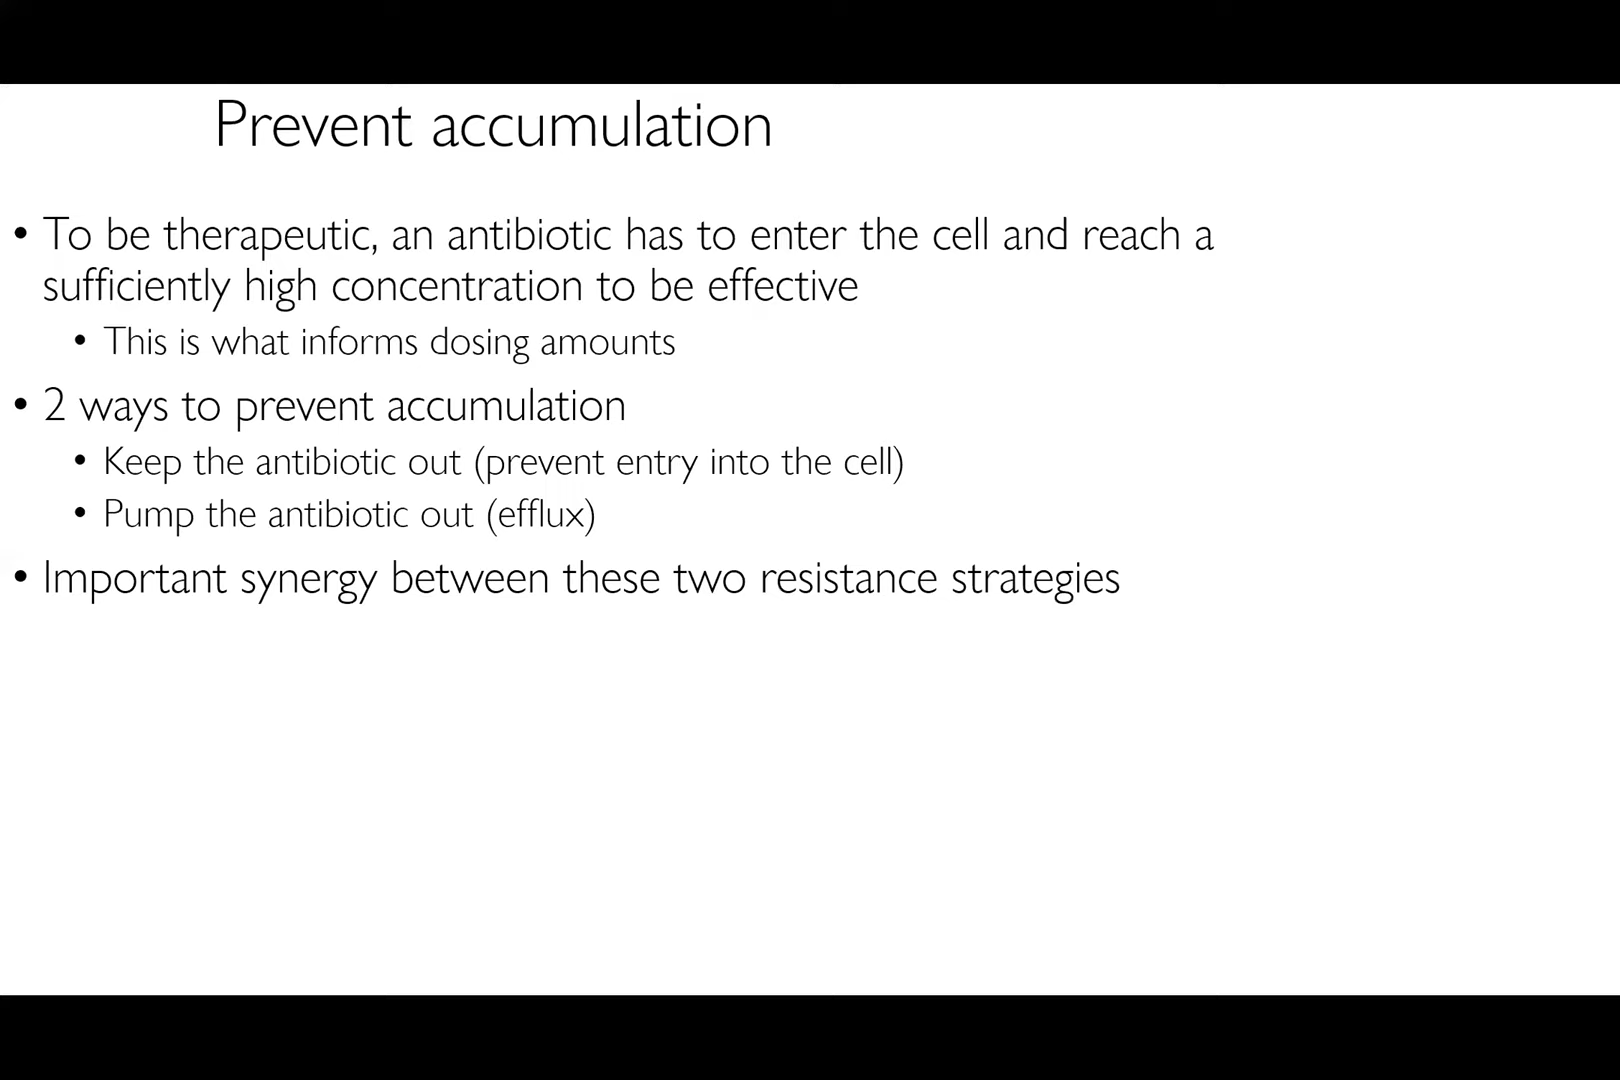 Prevent accumulation
• To be therapeutic, an antibiotic has to enter the cell and reach a
sufficiently high concentration to be effective
• This is what informs dosing amounts
• 2 ways to prevent accumulation
• Keep the antibiotic out (prevent entry into the cell)
• Pump the antibiotic out (efflux)
• Important synergy between these two resistance strategies